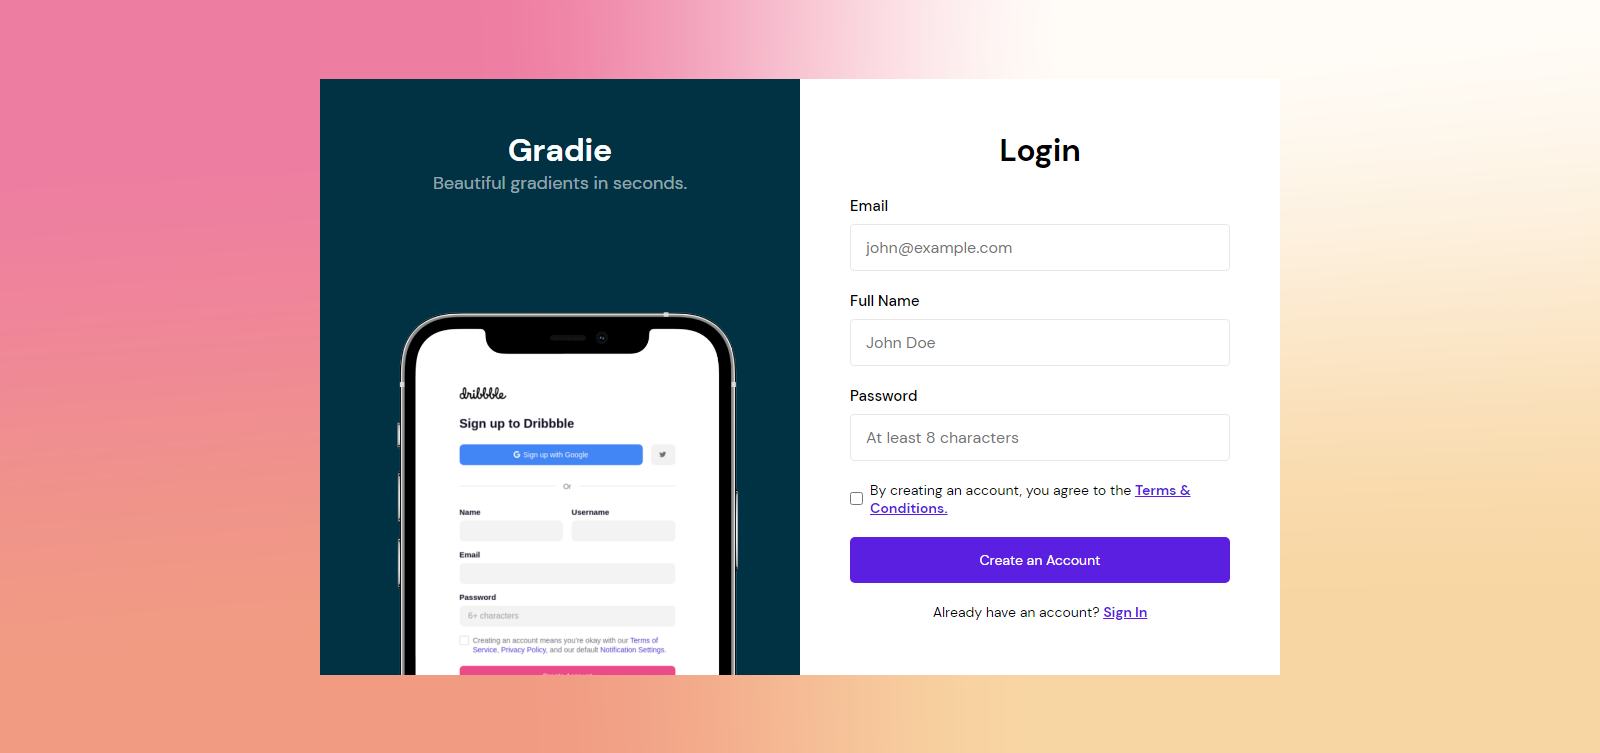 Gradie
Beautiful gradients in seconds.
dribbble
Sign up to Dribbble
Sign up with Google
Or
Name
Username
Email
Password
6+ characters
Creating an account means you're okay with our Terms of
Service, Privacy Policy, and our default Notification Settings.
Login
Email
john@example.com
Full Name
John Doe
Password
At least 8 characters
By creating an account, you agree to the Terms &
Conditions.
Create an Account
Already have an account? Sign In